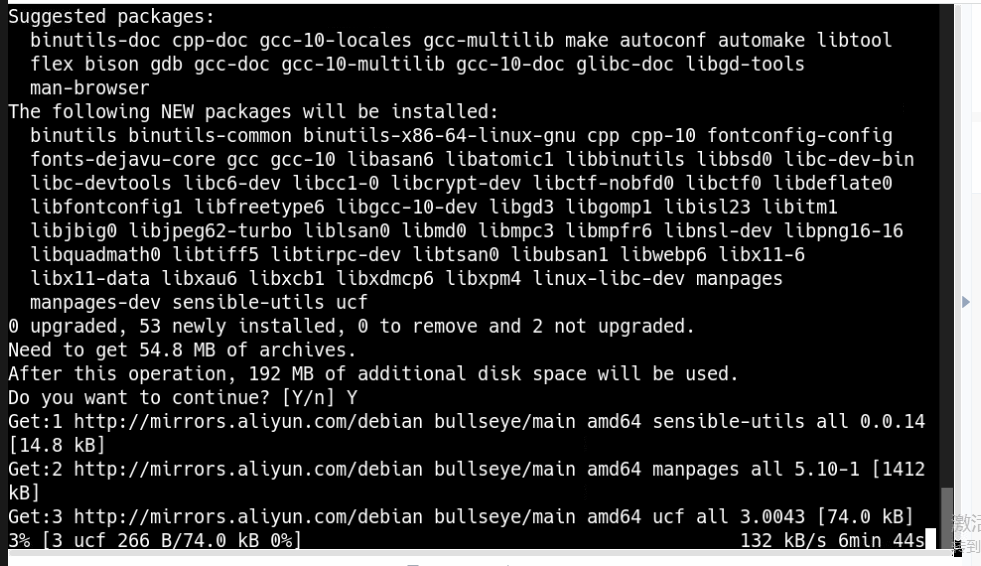 Suggested packages:
  binutils-doc cpp-doc gcc-10-locales gcc-multilib make autoconf automake libtool
  flex bison gdb gcc-doc gcc-10-multilib gcc-10-doc glibc-doc libgd-tools
  man-browser
The following NEW packages will be installed:
  binutils binutils-common binutils-x86-64-linux-gnu cpp cpp-10 fontconfig-config
  fonts-dejavu-core gcc gcc-10 libasan6 libatomic1 libbinutils libbsd0 libc-dev-bin
  libc-devtools libc6-dev libcc1-0 libcrypt-dev libctf-nobfd0 libctf0 libdeflate0
  libfontconfig1 libfreetype6 libgcc-10-dev libgd3 libgomp1 libisl23 libitm1
  libjbig0 libjpeg62-turbo liblsan0 libmd0 libmpc3 libmpfr6 libnsl-dev libpng16-16
  libquadmath0 libtiff5 libtirpc-dev libtsan0 libubsan1 libwebp6 libx11-6
  libx11-data libxau6 libxcb1 libxdmcp6 libxpm4 linux-libc-dev manpages
  manpages-dev sensible-utils ucf
0 upgraded, 53 newly installed, 0 to remove and 2 not upgraded.
Need to get 54.8 MB of archives.
After this operation, 192 MB of additional disk space will be used.
Do you want to continue? [Y/n] Y
Get:1 http://mirrors.aliyun.com/debian bullseye/main amd64 sensible-utils all 0.0.14
[14.8 kB]
Get:2 http://mirrors.aliyun.com/debian bullseye/main amd64 manpages all 5.10-1 [1412
kB]
Get:3 http://mirrors.aliyun.com/debian bullseye/main amd64 ucf all 3.0043 [74.0 kB]
3% [3 ucf 266 B/74.0 kB 0%] 132 kB/s 6min 44s
激活
到